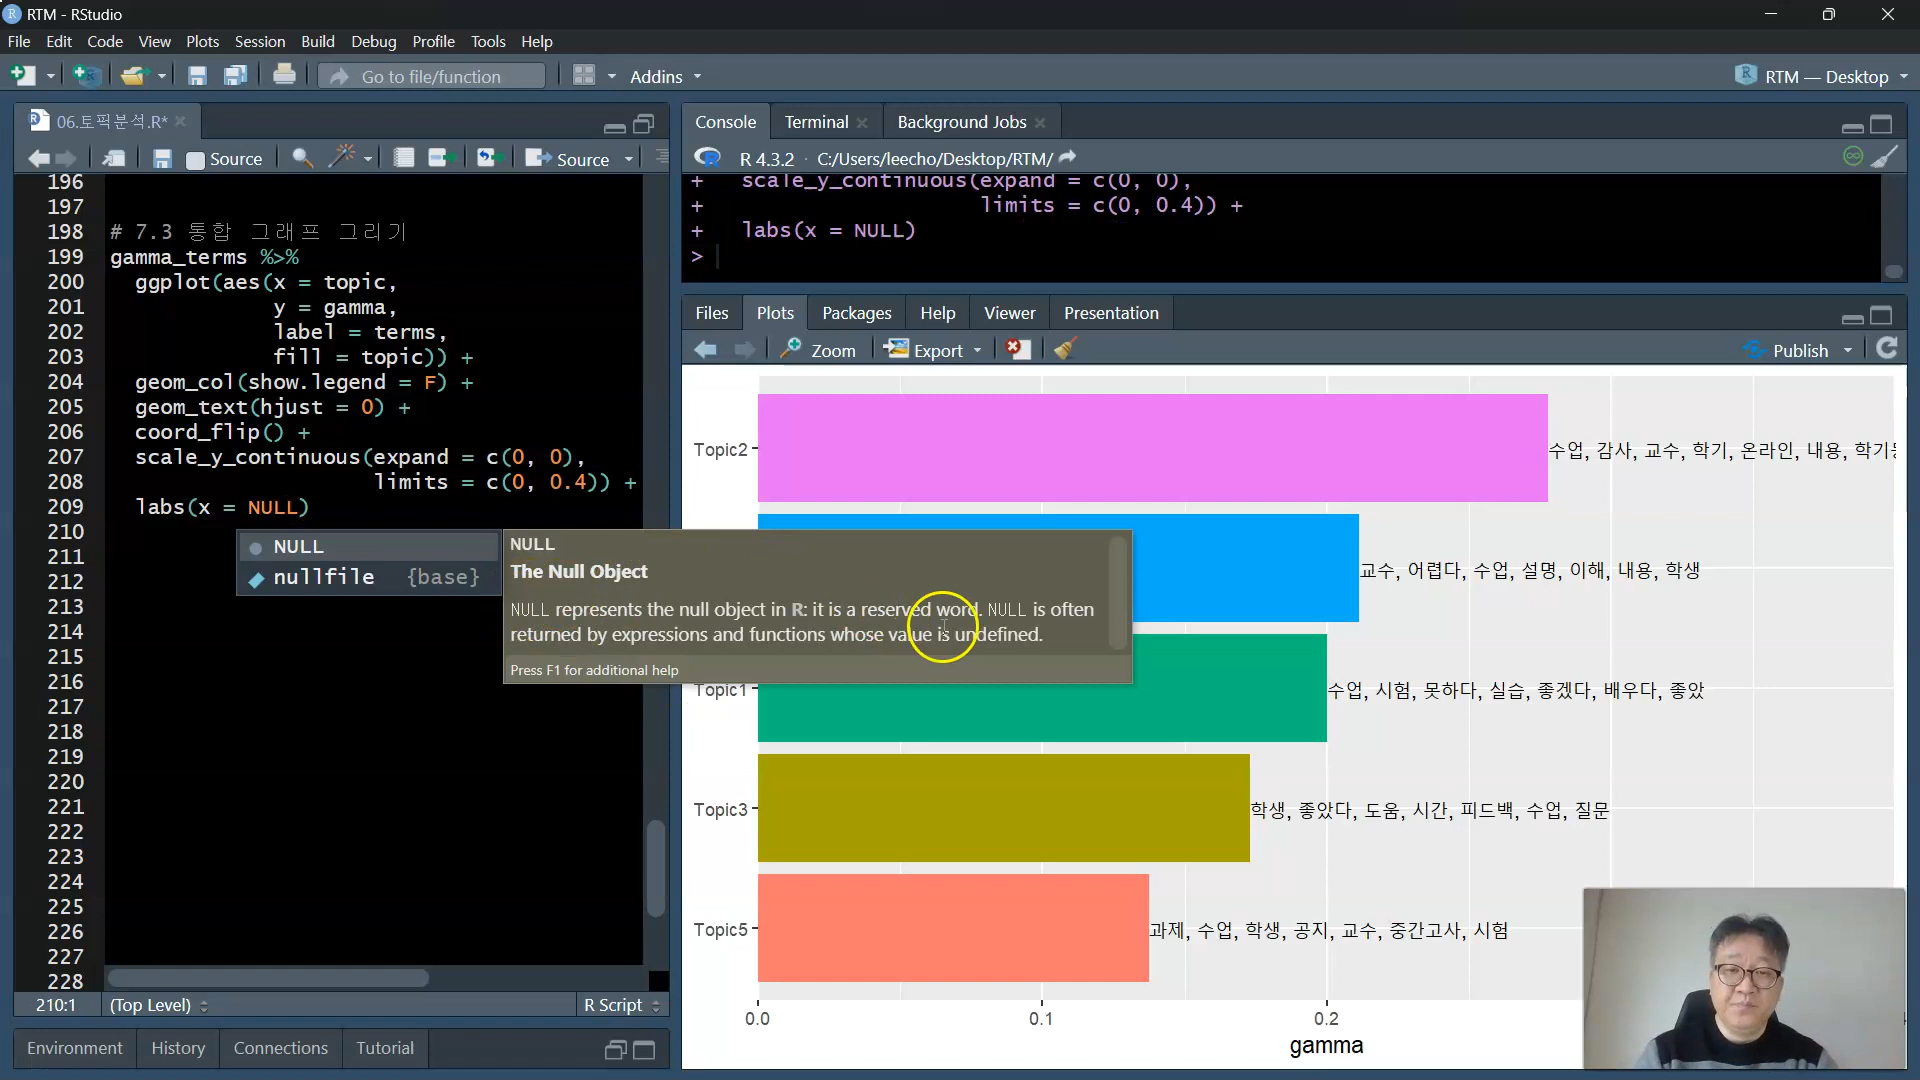 RTM - RStudio
File Edit Code View Plots Session Build Debug Profile Tools Help
Go to file/function Addins RTM — Desktop
06.토픽분석.R*
Source Source
196
197
198 # 7.3 통합 그래프 그리기
199 gamma_terms %>%
200 ggplot(aes(x = topic,
201 y = gamma,
202 label = terms,
203 fill = topic)) +
204 geom_col(show.legend = F) +
205 geom_text(hjust = 0) +
206 coord_flip() +
207 scale_y_continuous(expand = c(0, 0),
208 limits = c(0, 0.4)) +
209 labs(x = NULL)
210
211
212
213
214
215
216
217
218
219
220
221
222
223
224
225
226
227
228
NULL
nullfile {base}
NULL
The Null Object
NULL represents the null object in R: it is a reserved word. NULL is often
returned by expressions and functions whose value is undefined.
Press F1 for additional help
210:1 (Top Level) R Script
Environment History Connections Tutorial
Console Terminal Background Jobs
R 4.3.2 · C:/Users/leecho/Desktop/RTM/
+ scale_y_continuous(expand = c(0, 0),
+ limits = c(0, 0.4)) +
+ labs(x = NULL)
>
Files Plots Packages Help Viewer Presentation
Zoom Export Publish
Topic2 수업, 감사, 교수, 학기, 온라인, 내용,
교수, 어렵다, 수업, 설명, 이해, 내용, 학생
Topic1 수업, 시험, 못하다, 실습, 좋겠다, 배우다, 좋았
Topic3 학생, 좋았다, 도움, 시간, 피드백, 수업, 질문
Topic5 과제, 수업, 학생, 공지, 교수, 중간고사, 시험
0.0 0.1 0.2
gamma